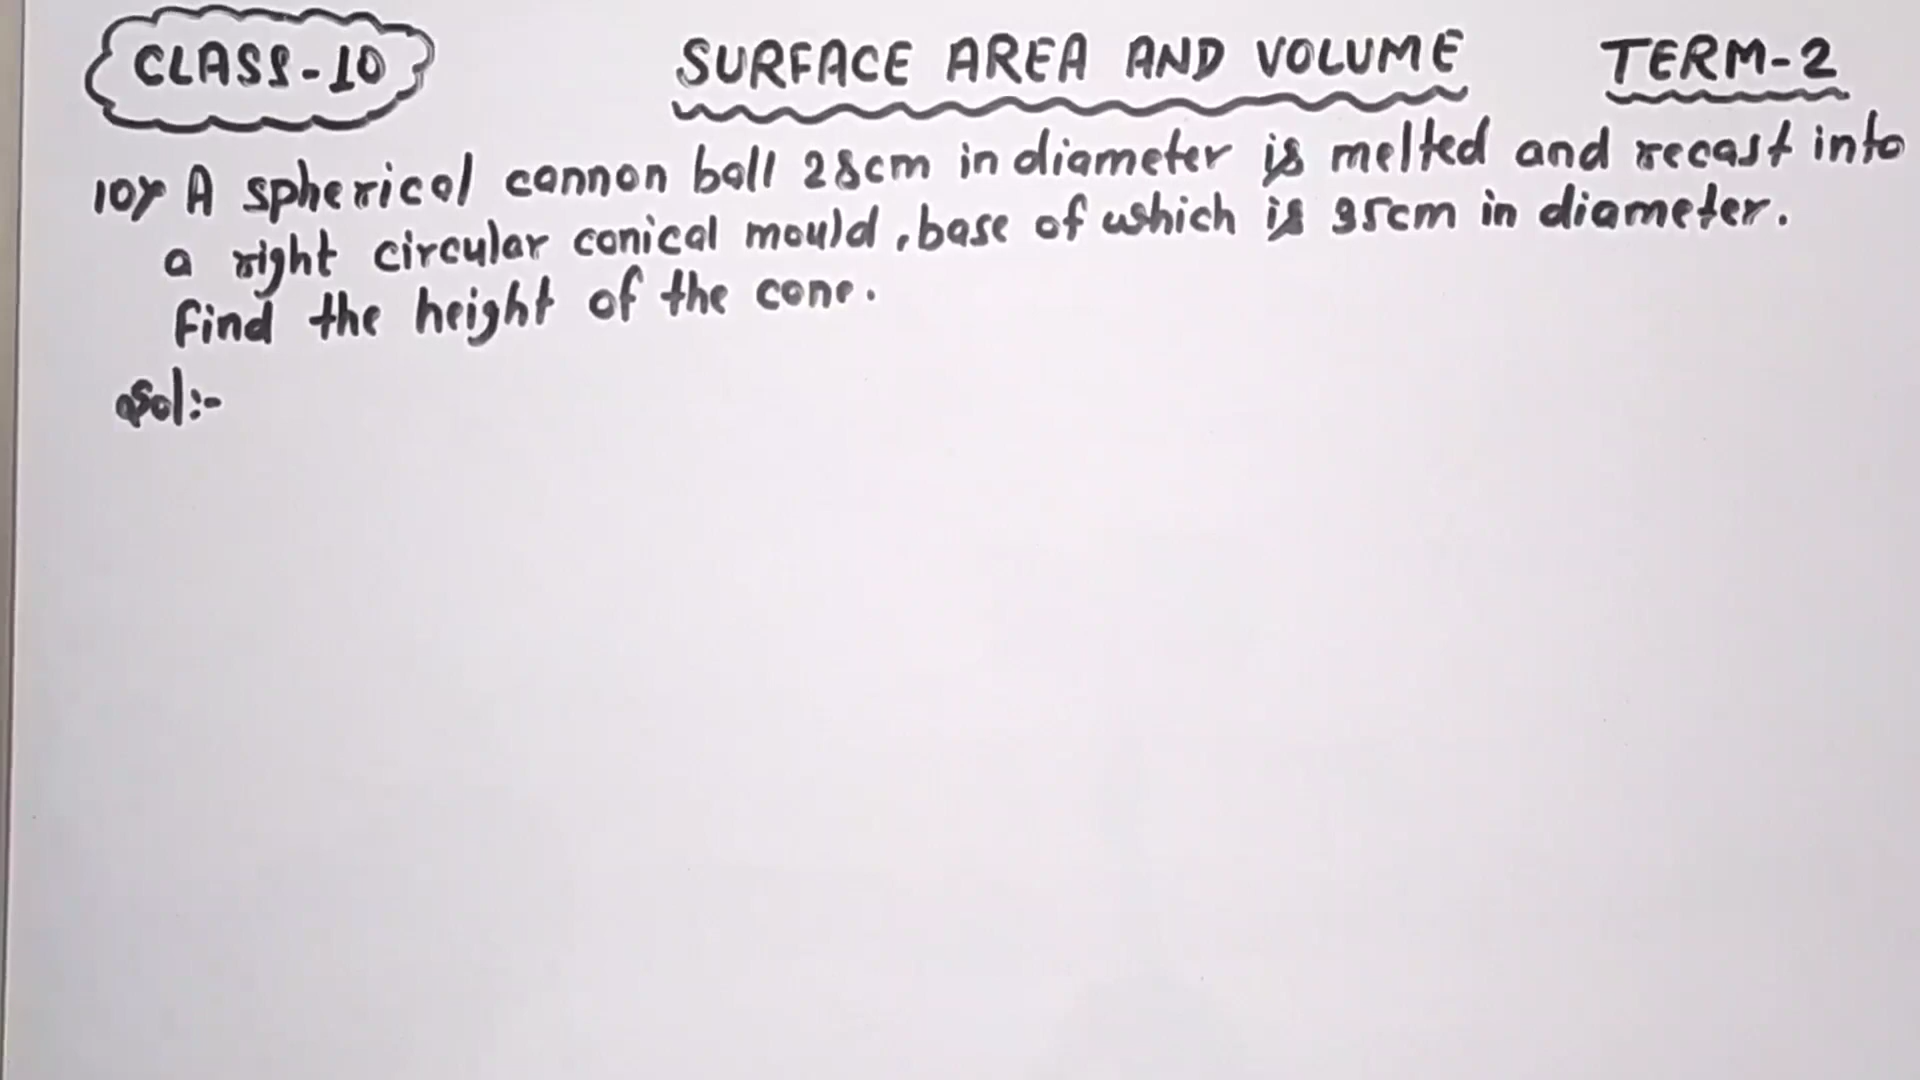 CLASS-10
SURFACE AREA AND VOLUME
TERM-2
10) A spherical cannon ball 28cm in diameter is melted and recast into
a right circular conical mould, base of which is 35cm in diameter.
Find the height of the cone.
Sol:-